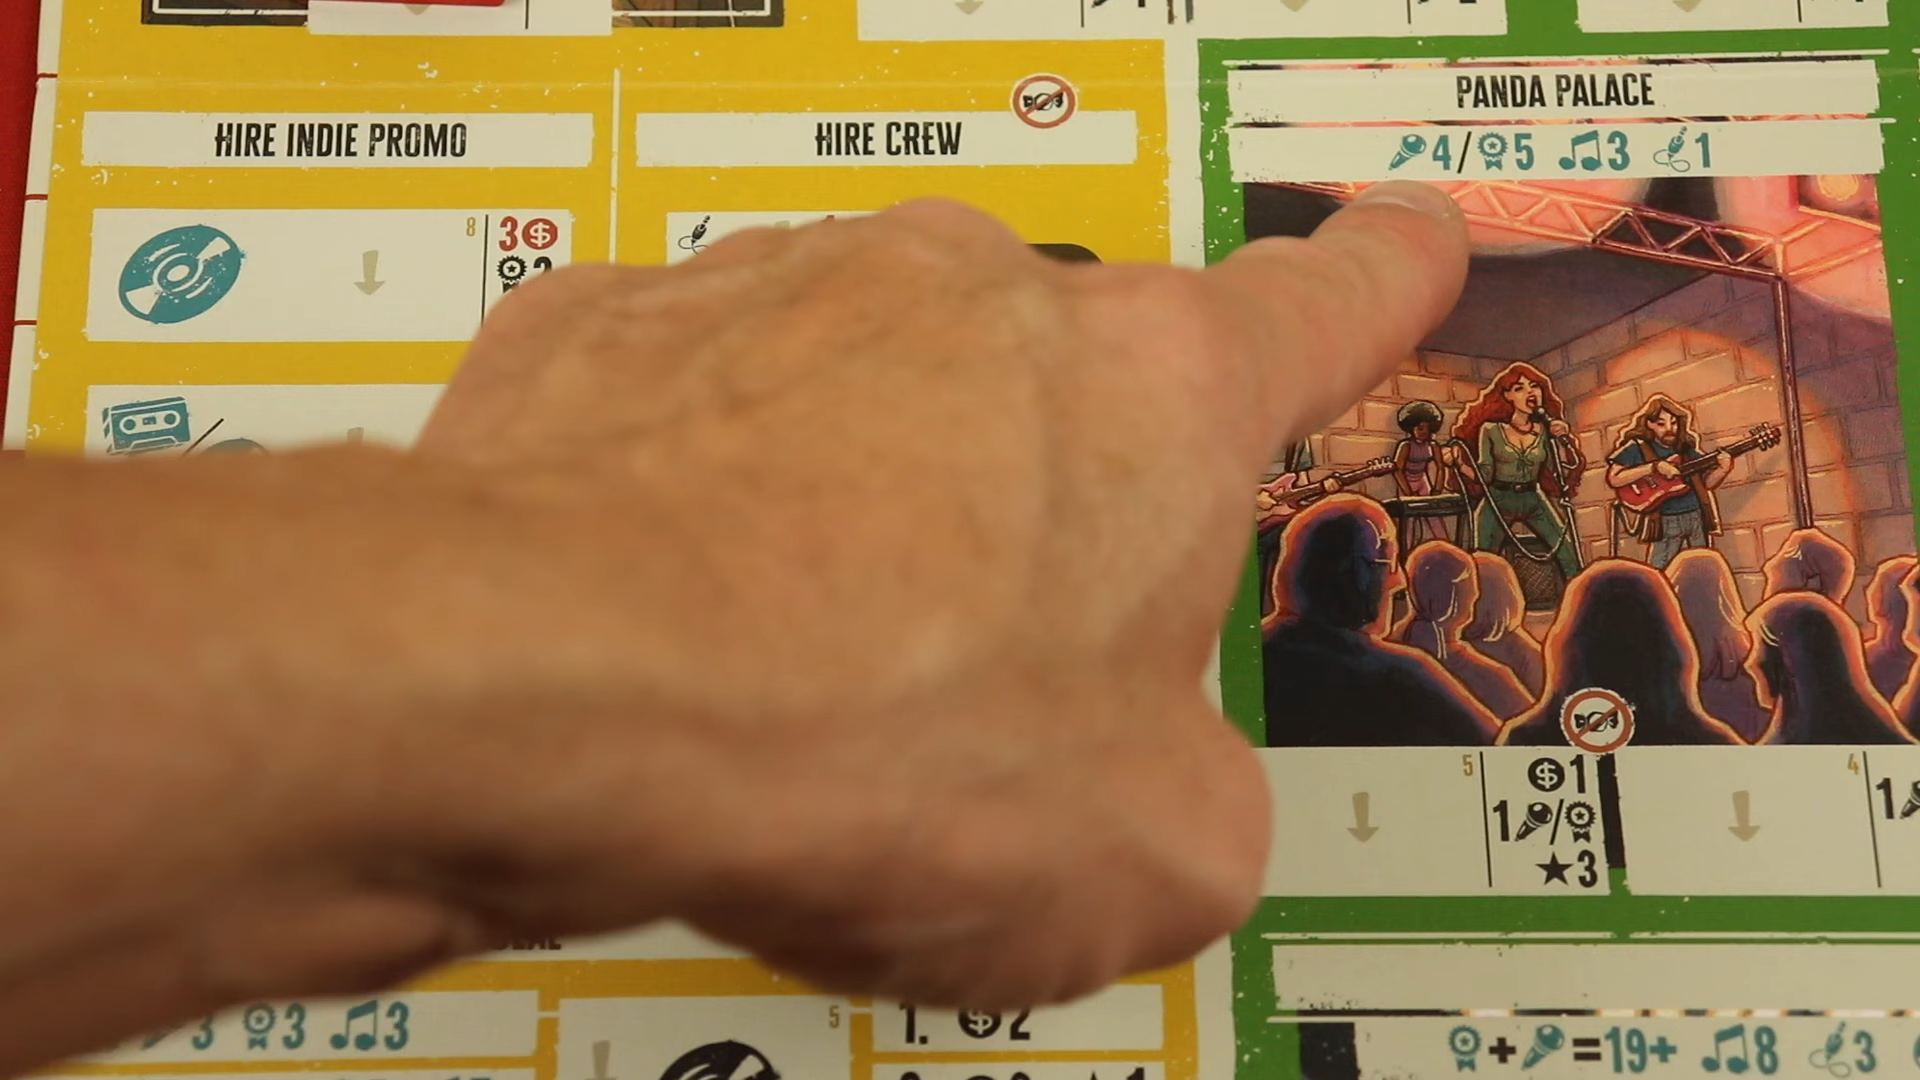 PANDA PALACE
HIRE INDIE PROMO
HIRE CREW
4/5 3 1
8
3$
2
5
$1
1/
★3
4
1
3 3 3
5
1. $2
+ =19+ 8 3